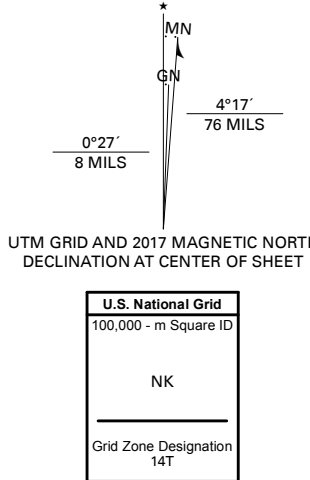 ★
MN
GN
4°17´
76 MILS
0°27´
8 MILS
UTM GRID AND 2017 MAGNETIC NORTH
DECLINATION AT CENTER OF SHEET
U.S. National Grid
100,000 - m Square ID
NK
Grid Zone Designation
14T